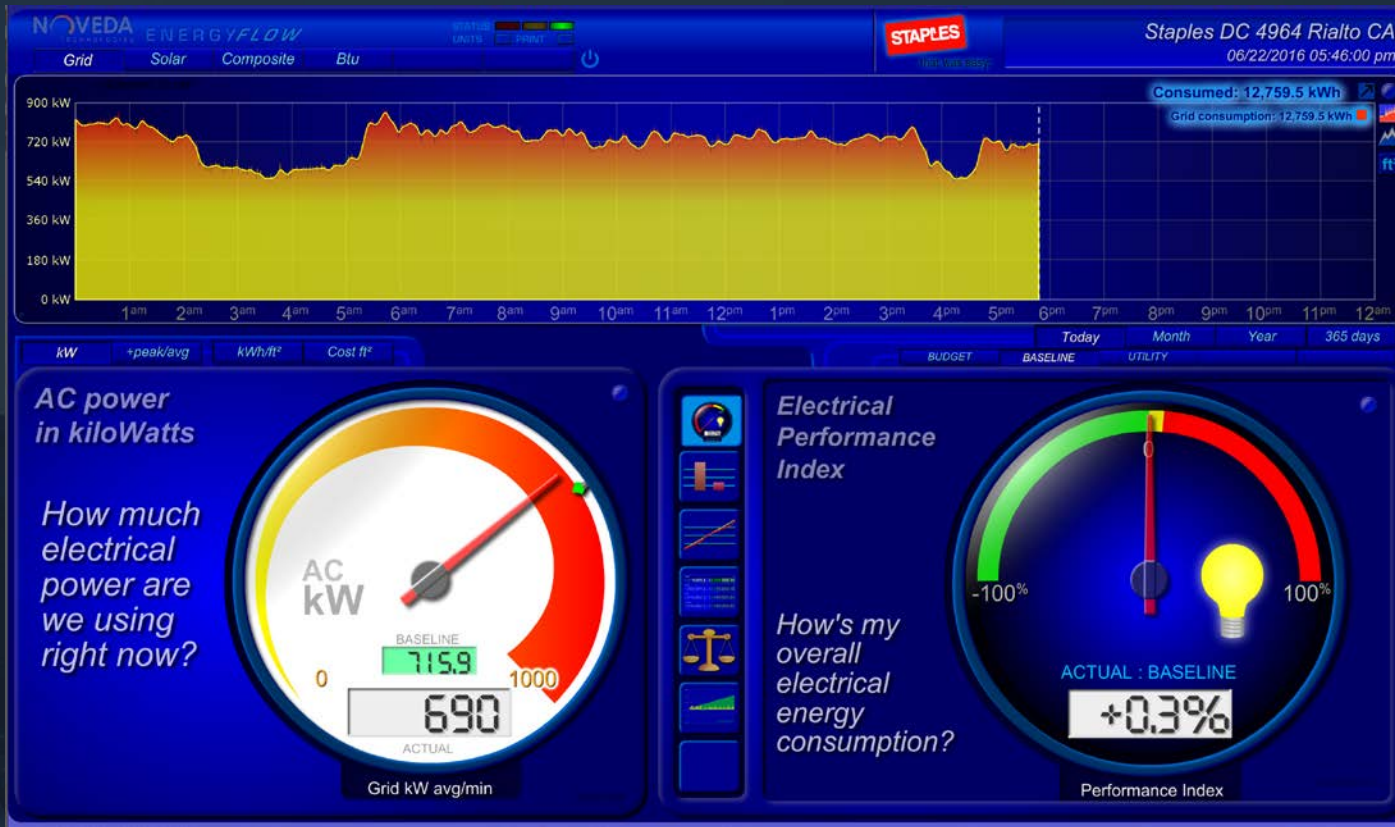 NOVEDA
TECHNOLOGIES
ENERGYFLOW
STATUS
UNITS PRINT
STAPLES
Staples DC 4964 Rialto CA
06/22/2016 05:46:00 pm
Grid Solar Composite Btu
Consumed: 12,759.5 kWh
Grid consumption: 12,759.5 kWh
ft²
900 kW
720 kW
540 kW
360 kW
180 kW
0 kW
1am 2am 3am 4am 5am 6am 7am 8am 9am 10am 11am 12pm 1pm 2pm 3pm 4pm 5pm 6pm 7pm 8pm 9pm 10pm 11pm 12am
Today Month Year 365 days
kW +peak/avg kWh/ft² Cost ft²
BUDGET BASELINE UTILITY
AC power
in kiloWatts
How much
electrical
power are
we using
right now?
AC
kW
BASELINE
715.9
0 1000
690
ACTUAL
Grid kW avg/min
Electrical
Performance
Index
How's my
overall
electrical
energy
consumption?
-100% 100%
ACTUAL : BASELINE
+0.3%
Performance Index